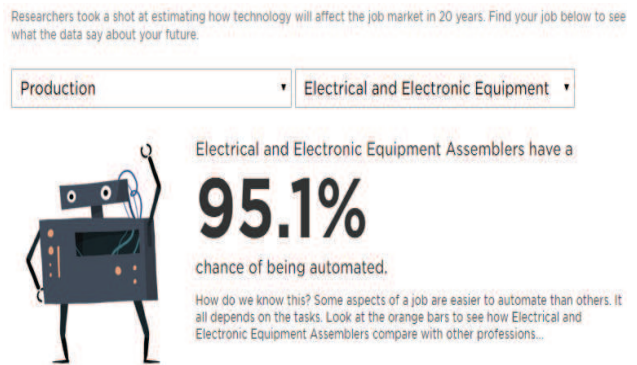 Researchers took a shot at estimating how technology will affect the job market in 20 years. Find your job below to see
what the data say about your future.
Production
Electrical and Electronic Equipment
Electrical and Electronic Equipment Assemblers have a
95.1%
chance of being automated.
How do we know this? Some aspects of a job are easier to automate than others. It
all depends on the tasks. Look at the orange bars to see how Electrical and
Electronic Equipment Assemblers compare with other professions...